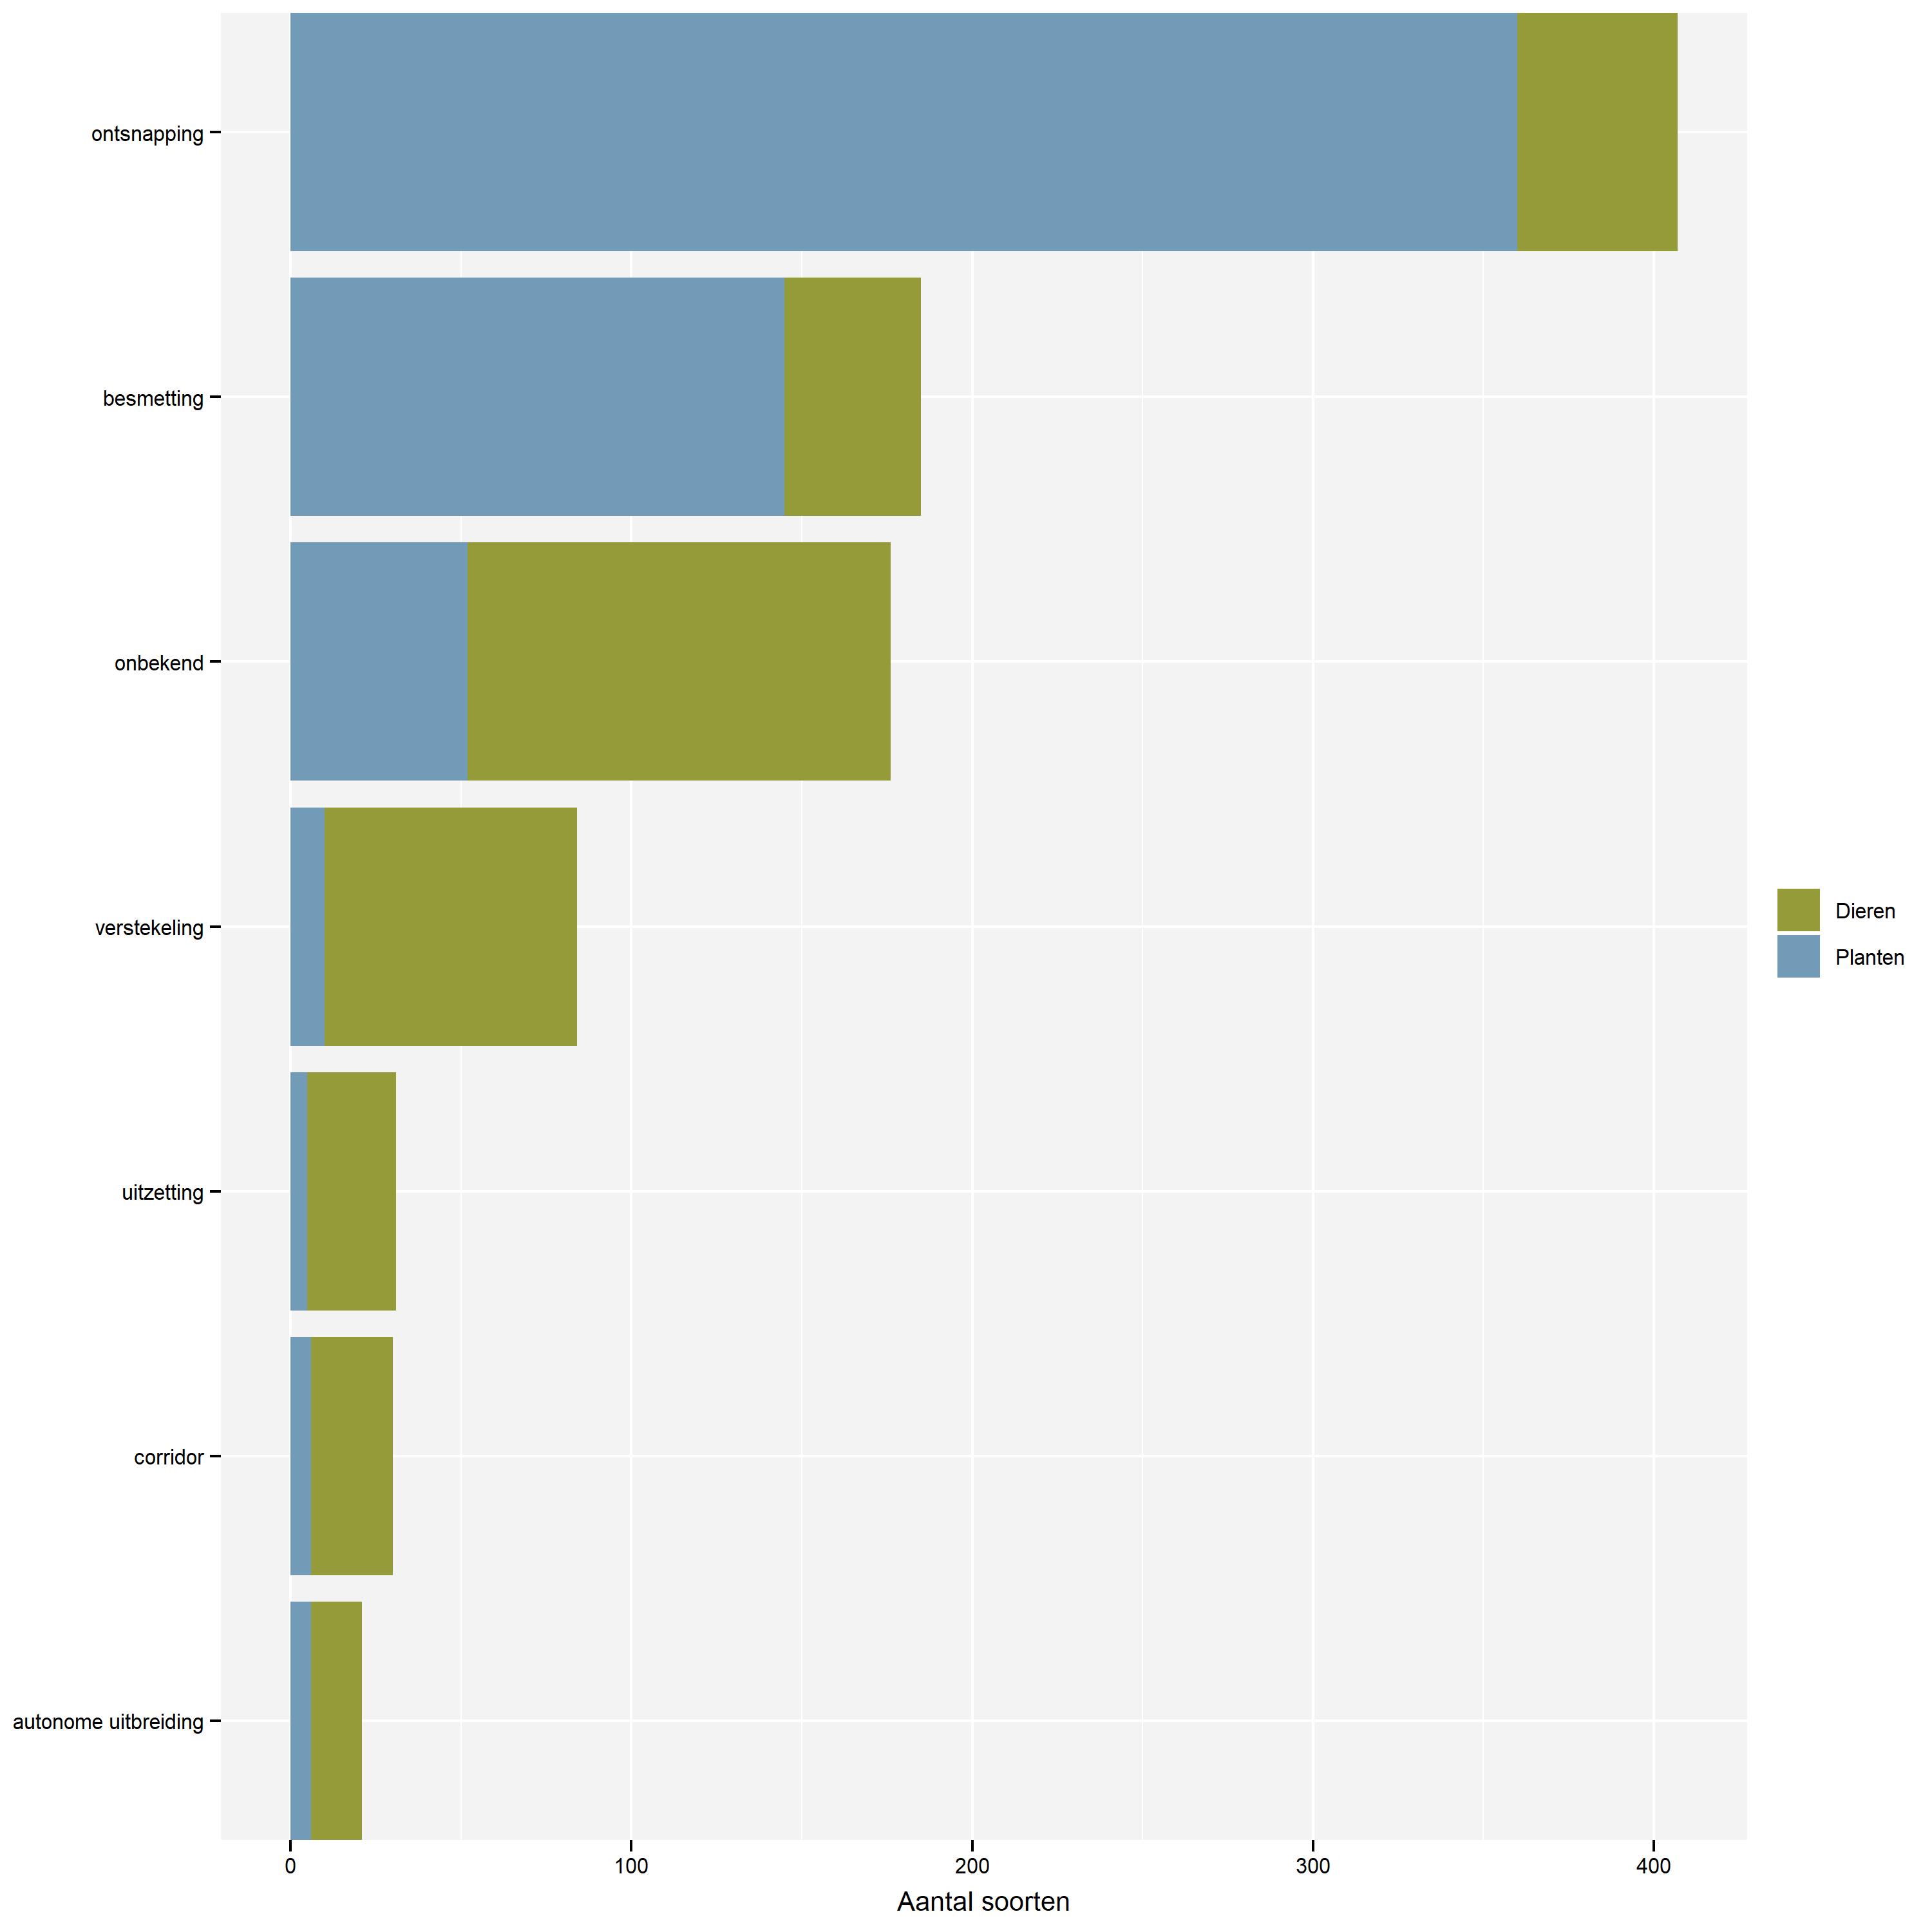 ontsnapping
besmetting
onbekend
verstekeling
uitzetting
corridor
autonome uitbreiding
0 100 200 300 400
Aantal soorten
Dieren
Planten